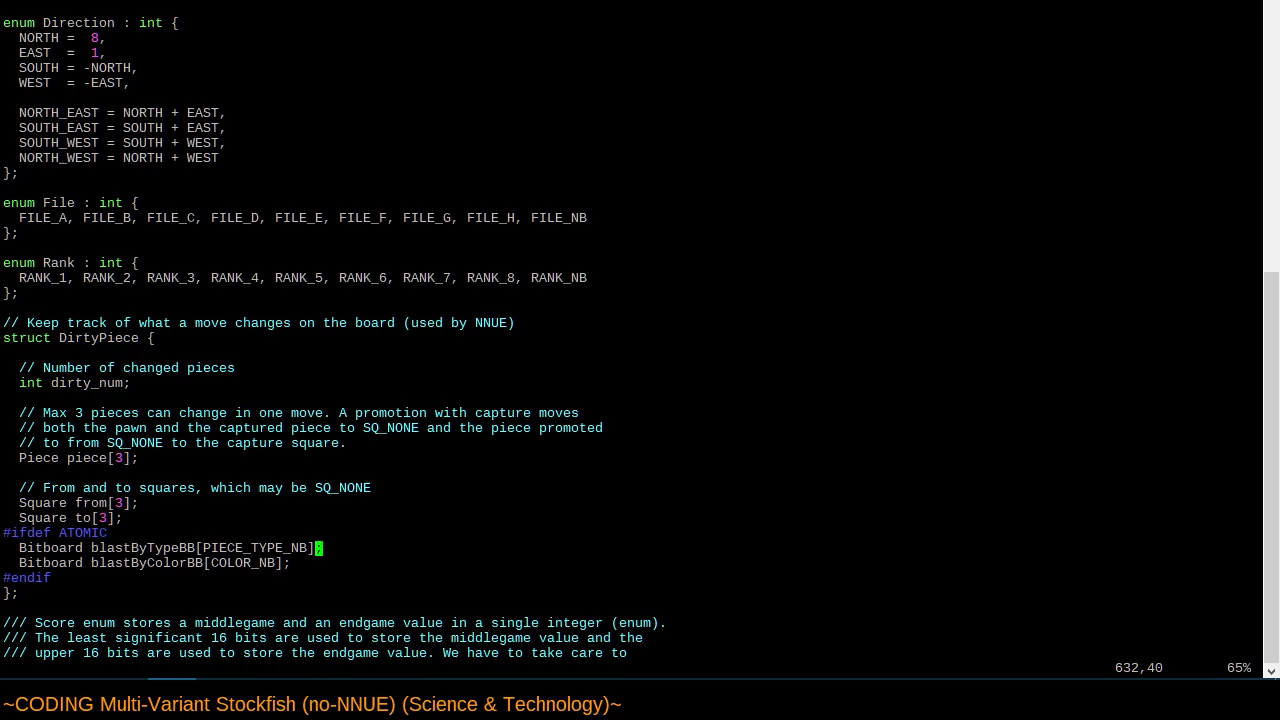 enum Direction : int {
  NORTH =  8,
  EAST  =  1,
  SOUTH = -NORTH,
  WEST  = -EAST,
  NORTH_EAST = NORTH + EAST,
  SOUTH_EAST = SOUTH + EAST,
  SOUTH_WEST = SOUTH + WEST,
  NORTH_WEST = NORTH + WEST
};
enum File : int {
  FILE_A, FILE_B, FILE_C, FILE_D, FILE_E, FILE_F, FILE_G, FILE_H, FILE_NB
};
enum Rank : int {
  RANK_1, RANK_2, RANK_3, RANK_4, RANK_5, RANK_6, RANK_7, RANK_8, RANK_NB
};
// Keep track of what a move changes on the board (used by NNUE)
struct DirtyPiece {
  // Number of changed pieces
  int dirty_num;
  // Max 3 pieces can change in one move. A promotion with capture moves
  // both the pawn and the captured piece to SQ_NONE and the piece promoted
  // to from SQ_NONE to the capture square.
  Piece piece[3];
  // From and to squares, which may be SQ_NONE
  Square from[3];
  Square to[3];
#ifdef ATOMIC
  Bitboard blastByTypeBB[PIECE_TYPE_NB];
  Bitboard blastByColorBB[COLOR_NB];
#endif
};
/// Score enum stores a middlegame and an endgame value in a single integer (enum).
/// The least significant 16 bits are used to store the middlegame value and the
/// upper 16 bits are used to store the endgame value. We have to take care to
632,40        65%
~CODING Multi-Variant Stockfish (no-NNUE) (Science & Technology)~